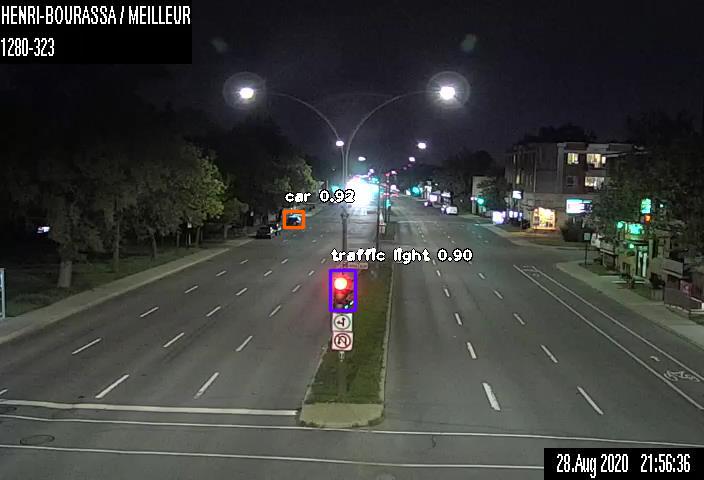 HENRI-BOURASSA / MEILLEUR
1280-323
car 0.92
traffic light 0.90
28.Aug 2020 21:56:36